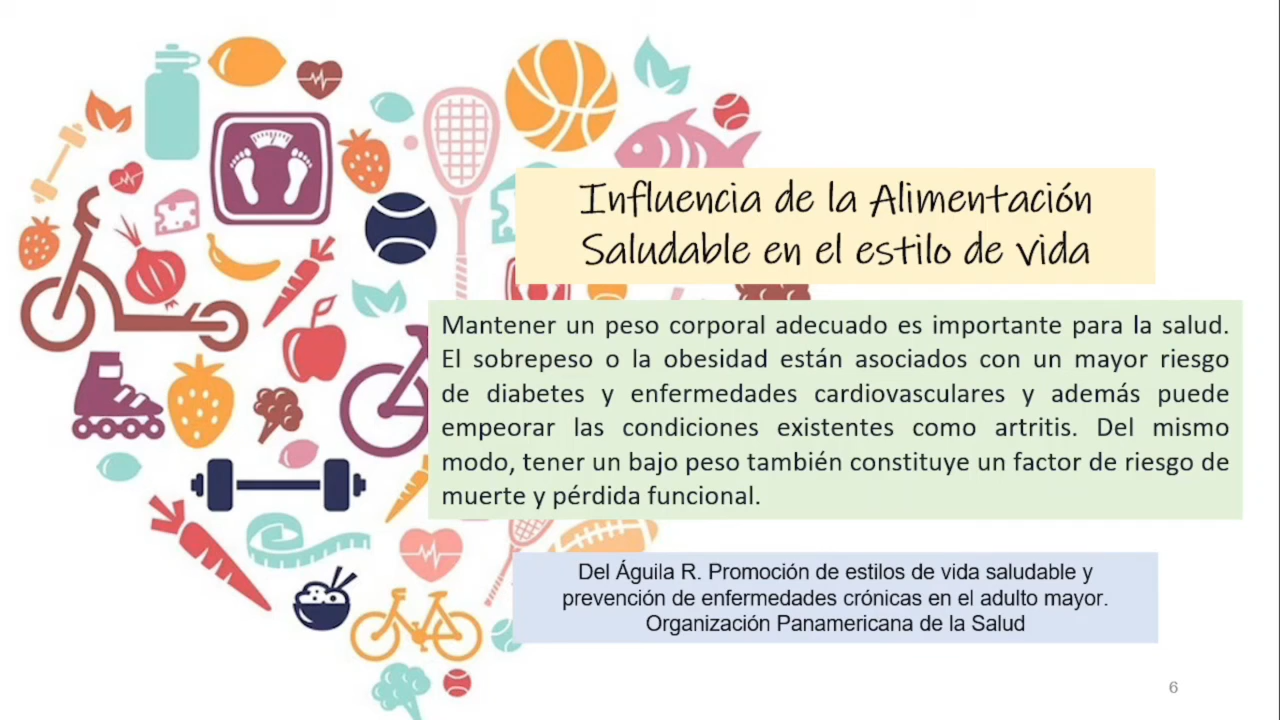 Influencia de la Alimentación
Saludable en el estilo de vida
Mantener un peso corporal adecuado es importante para la salud.
El sobrepeso o la obesidad están asociados con un mayor riesgo
de diabetes y enfermedades cardiovasculares y además puede
empeorar las condiciones existentes como artritis. Del mismo
modo, tener un bajo peso también constituye un factor de riesgo de
muerte y pérdida funcional.
Del Águila R. Promoción de estilos de vida saludable y
prevención de enfermedades crónicas en el adulto mayor.
Organización Panamericana de la Salud
6